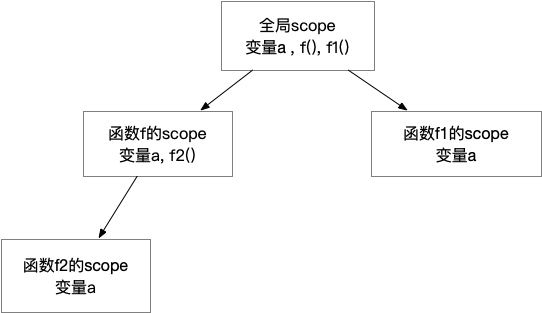 全局scope
变量a , f(), f1()
函数f的scope
变量a, f2()
函数f1的scope
变量a
函数f2的scope
变量a